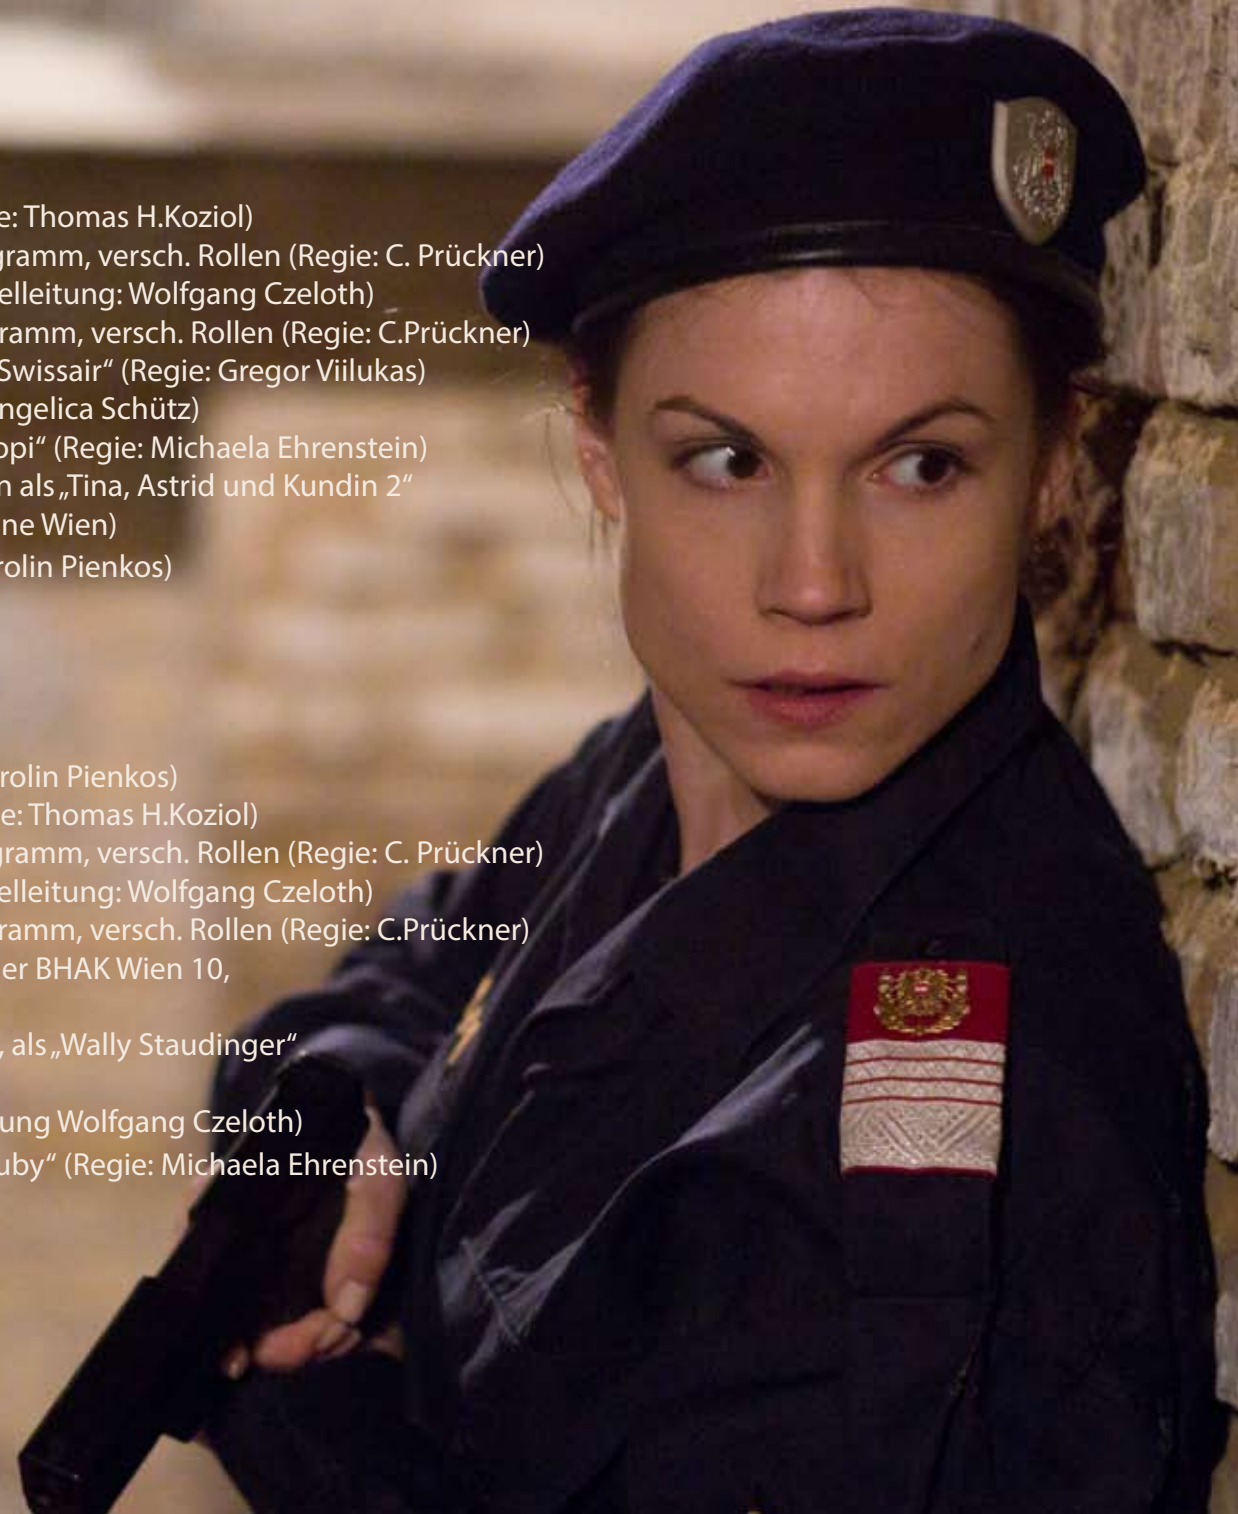 e: Thomas H.Koziol)
gramm, versch. Rollen (Regie: C. Prückner)
elleitung: Wolfgang Czeloth)
ramm, versch. Rollen (Regie: C.Prückner)
Swissair“ (Regie: Gregor Viilukas)
ngelica Schütz)
opi“ (Regie: Michaela Ehrenstein)
n als „Tina, Astrid und Kundin 2“
ne Wien)
rolin Pienkos)
rolin Pienkos)
e: Thomas H.Koziol)
gramm, versch. Rollen (Regie: C. Prückner)
elleitung: Wolfgang Czeloth)
ramm, versch. Rollen (Regie: C.Prückner)
er BHAK Wien 10,
, als „Wally Staudinger“
ung Wolfgang Czeloth)
uby“ (Regie: Michaela Ehrenstein)